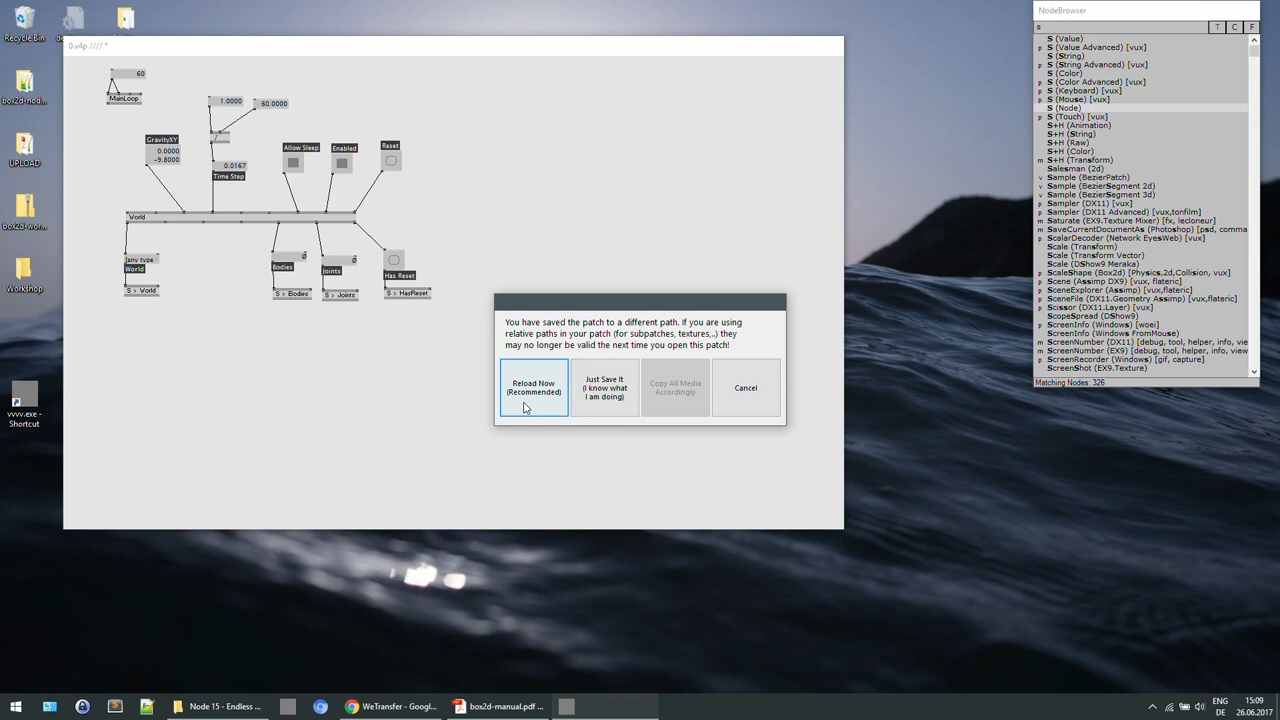 Recycle Bin
box2d-nod...
UPLOAD
box2d-wor...
Workshop
vvvv.exe -
Shortcut
0.v4p //// *
60
MainLoop
1.0000
60.0000
GravityXY
0.0000
-9.8000
/
0.0167
Time Step
Allow Sleep
Enabled
Reset
World
[any type
World
S > World
0
Bodies
S > Bodies
0
Joints
S > Joints
Has Reset
S > HasReset
You have saved the patch to a different path. If you are using
relative paths in your patch (for subpatches, textures,..) they
may no longer be valid the next time you open this patch!
Reload Now
(Recommended)
Just Save It
(I know what
I am doing)
Copy All Media
Accordingly
Cancel
NodeBrowser
s
T C F
S (Value)
p S (Value Advanced) [vux]
S (String)
p S (String Advanced) [vux]
S (Color)
p S (Color Advanced) [vux]
p S (Keyboard) [vux]
p S (Mouse) [vux]
S (Node)
p S (Touch) [vux]
S+H (Animation)
S+H (String)
S+H (Raw)
S+H (Color)
m S+H (Transform)
Salesman (2d)
v Sample (BezierPatch)
v Sample (BezierSegment 2d)
v Sample (BezierSegment 3d)
p Sampler (DX11) [vux]
p Sampler (DX11 Advanced) [vux,tonfilm]
m Saturate (EX9.Texture Mixer) [fx, lecloneur]
m SaveCurrentDocumentAs (Photoshop) [psd, comma
p ScalarDecoder (Network EyesWeb) [YHS]
Scale (Transform)
Scale (Transform Vector)
Scale (DShow9 Meraka)
p ScaleShape (Box2d) [Physics,2d,Collision, vux]
p Scene (Assimp DX9) [vux,flateric]
p SceneExplorer (Assimp) [vux,flateric]
p SceneFile (DX11.Geometry Assimp) [vux,flateric]
p Scissor (DX11.Layer) [vux]
ScopeSpread (DShow9)
p ScreenInfo (Windows) [woei]
ScreenInfo (Windows FromMouse)
m ScreenNumber (DX11) [debug, tool, helper, info, view
m ScreenNumber (EX9) [debug, tool, helper, info, view
p ScreenRecorder (Windows) [gif, capture]
ScreenShot (EX9.Texture)
Matching Nodes: 326
Node 15 - Endless ...
WeTransfer - Googl...
box2d-manual.pdf ...
ENG
DE
15:09
26.06.2017